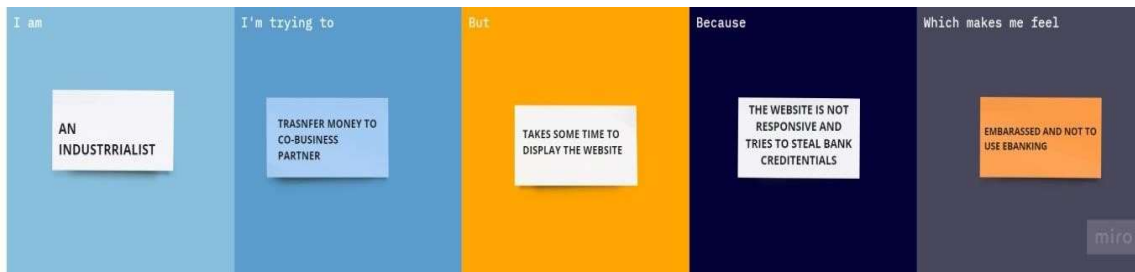 I am
AN
INDUSTRRIALIST
I'm trying to
TRASNFER MONEY TO
CO-BUSINESS
PARTNER
But
TAKES SOME TIME TO
DISPLAY THE WEBSITE
Because
THE WEBSITE IS NOT
RESPONSIVE AND
TRIES TO STEAL BANK
CREDITENTIALS
Which makes me feel
EMBARASSED AND NOT TO
USE EBANKING
miro